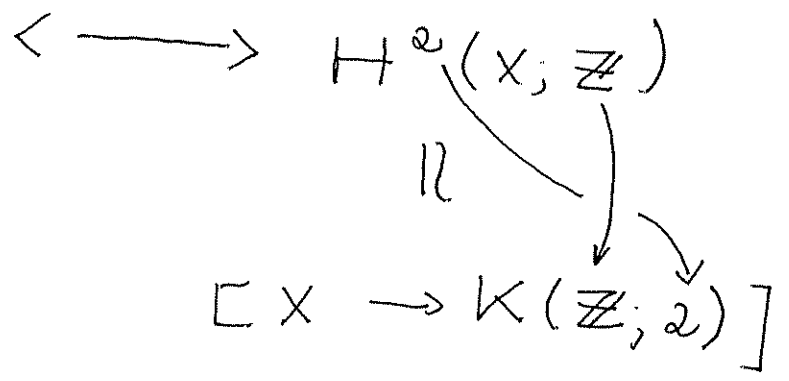 ⟷ H²(X; ℤ)
≀∥
[X → K(ℤ; 2)]